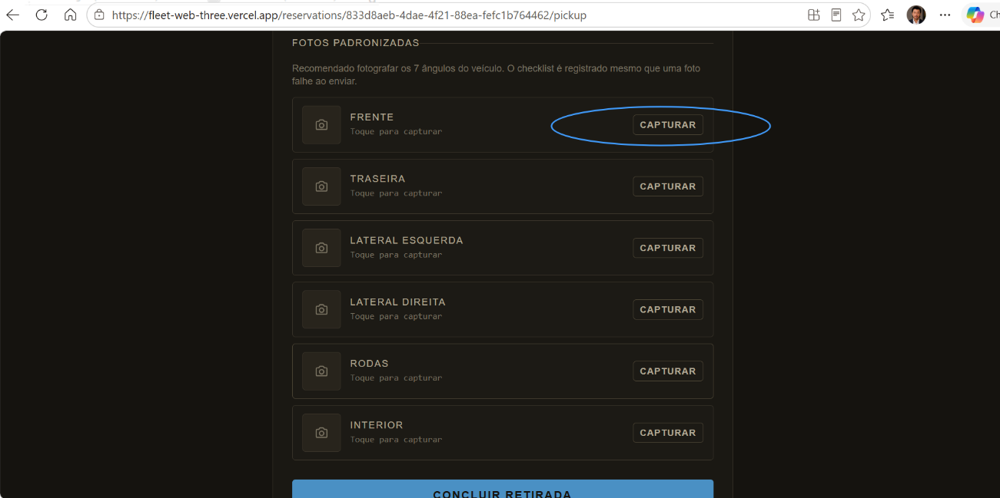 https://fleet-web-three.vercel.app/reservations/833d8aeb-4dae-4f21-88ea-fefc1b764462/pickup
Ch
FOTOS PADRONIZADAS
Recomendado fotografar os 7 ângulos do veículo. O checklist é registrado mesmo que uma foto
falhe ao enviar.
FRENTE
Toque para capturar
CAPTURAR
TRASEIRA
Toque para capturar
CAPTURAR
LATERAL ESQUERDA
Toque para capturar
CAPTURAR
LATERAL DIREITA
Toque para capturar
CAPTURAR
RODAS
Toque para capturar
CAPTURAR
INTERIOR
Toque para capturar
CAPTURAR
CONCLUIR RETIRADA